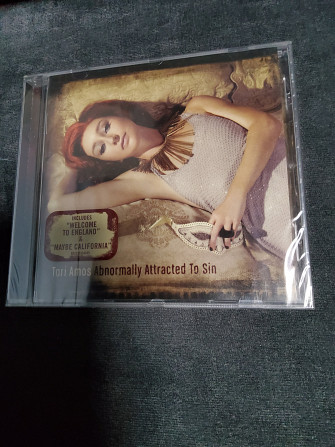 INCLUDES
"WELCOME
TO ENGLAND"
&
"MAYBE CALIFORNIA"
Tori Amos Abnormally Attracted To Sin